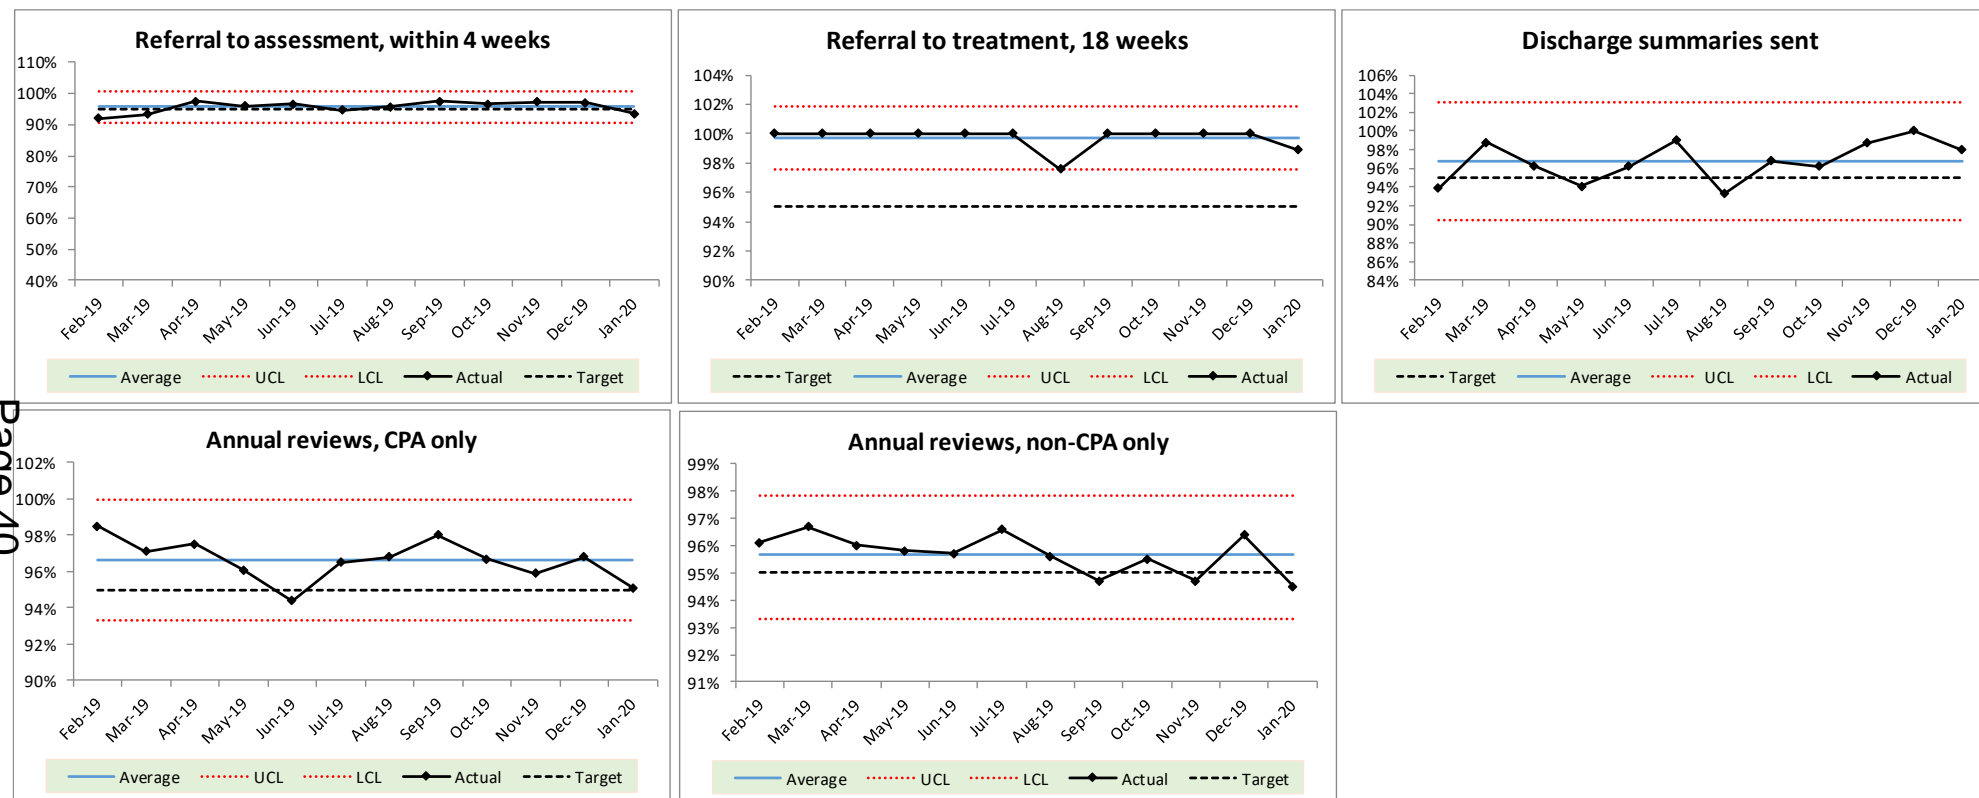 Referral to assessment, within 4 weeks
110%
100%
90%
80%
70%
60%
50%
40%
Feb-19 Mar-19 Apr-19 May-19 Jun-19 Jul-19 Aug-19 Sep-19 Oct-19 Nov-19 Dec-19 Jan-20
Average UCL LCL Actual Target
Referral to treatment, 18 weeks
104%
102%
100%
98%
96%
94%
92%
90%
Feb-19 Mar-19 Apr-19 May-19 Jun-19 Jul-19 Aug-19 Sep-19 Oct-19 Nov-19 Dec-19 Jan-20
Target Average UCL LCL Actual
Discharge summaries sent
106%
104%
102%
100%
98%
96%
94%
92%
90%
88%
86%
84%
Feb-19 Mar-19 Apr-19 May-19 Jun-19 Jul-19 Aug-19 Sep-19 Oct-19 Nov-19 Dec-19 Jan-20
Target Average UCL LCL Actual
Page
Annual reviews, CPA only
102%
100%
98%
96%
94%
92%
90%
Feb-19 Mar-19 Apr-19 May-19 Jun-19 Jul-19 Aug-19 Sep-19 Oct-19 Nov-19 Dec-19 Jan-20
Average UCL LCL Actual Target
Annual reviews, non-CPA only
99%
98%
97%
96%
95%
94%
93%
92%
91%
Feb-19 Mar-19 Apr-19 May-19 Jun-19 Jul-19 Aug-19 Sep-19 Oct-19 Nov-19 Dec-19 Jan-20
Average UCL LCL Actual Target